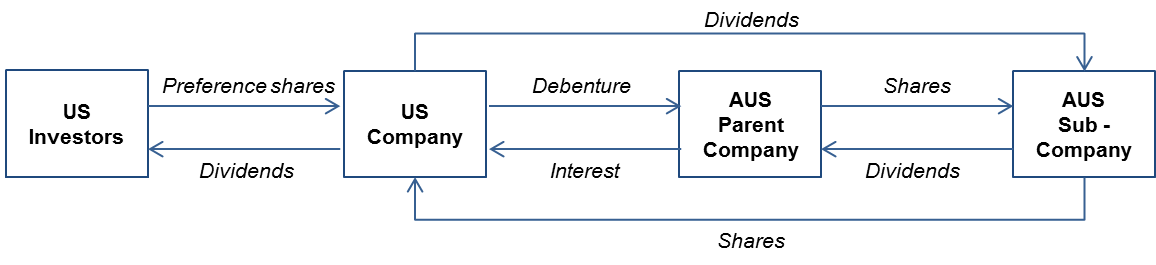 Dividends
Preference shares
Debenture
Shares
US
Investors
US
Company
AUS
Parent
Company
AUS
Sub -
Company
Dividends
Interest
Dividends
Shares